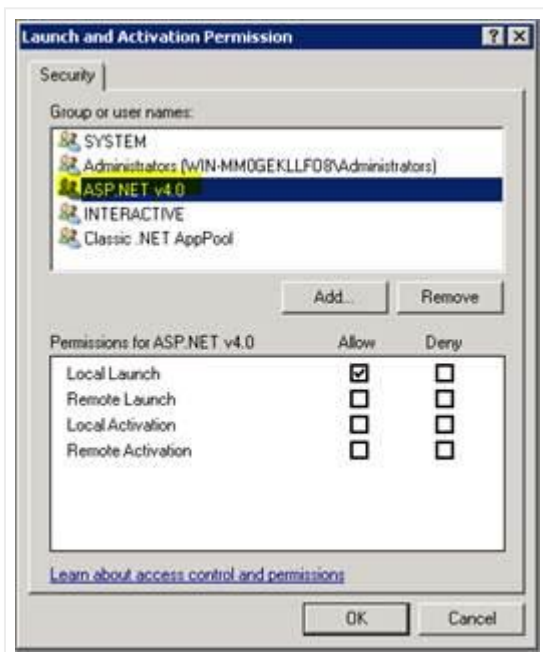 Launch and Activation Permission
Security
Group or user names:
SYSTEM
Administrators (WIN-MM0GEKLLFO8\Administrators)
ASP.NET v4.0
INTERACTIVE
Classic .NET AppPool
Add... Remove
Permissions for ASP.NET v4.0 Allow Deny
Local Launch
Remote Launch
Local Activation
Remote Activation
Learn about access control and permissions
OK Cancel